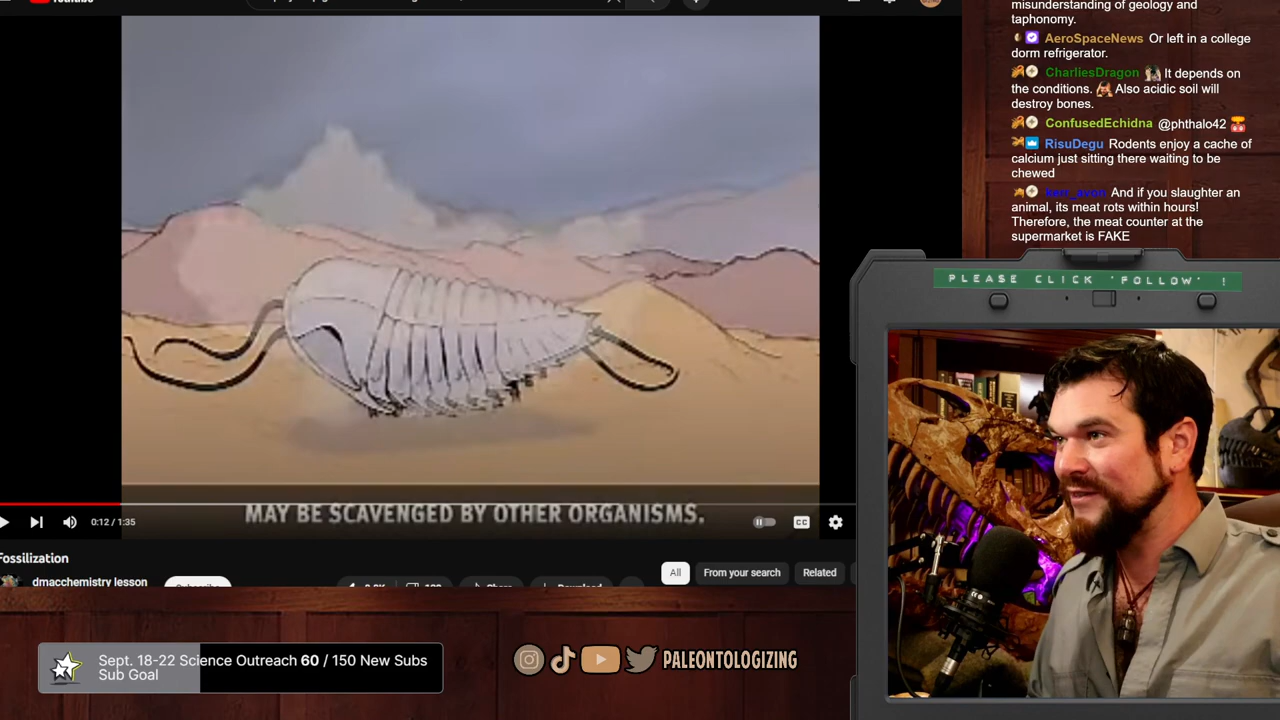 misunderstanding of geology and
taphonomy.
AeroSpaceNews Or left in a college
dorm refrigerator.
CharliesDragon It depends on
the conditions. Also acidic soil will
destroy bones.
ConfusedEchidna @phthalo42
RisuDegu Rodents enjoy a cache of
calcium just sitting there waiting to be
chewed
kerr_avon And if you slaughter an
animal, its meat rots within hours!
Therefore, the meat counter at the
supermarket is FAKE
PLEASE CLICK "FOLLOW" !
MAY BE SCAVENGED BY OTHER ORGANISMS.
0:12 / 1:35
CC
Fossilization
dmacchemistry lesson
All
From your search
Related
Sept. 18-22 Science Outreach 60 / 150 New Subs
Sub Goal
PALEONTOLOGIZING